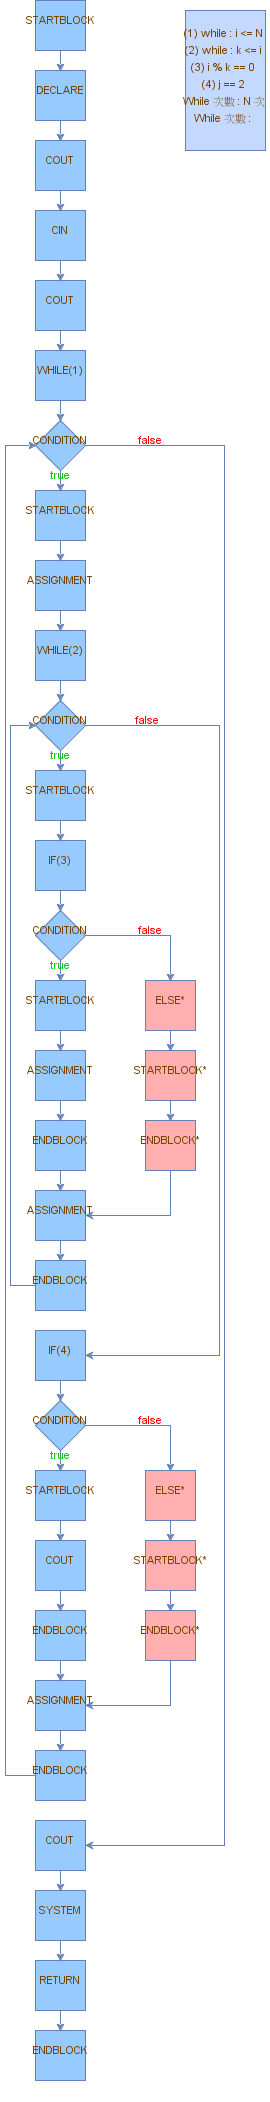 STARTBLOCK
(1) while : i <= N
(2) while : k <= i
(3) i % k == 0
(4) j == 2
While 次數 : N 次
While 次數 :
DECLARE
COUT
CIN
COUT
WHILE(1)
CONDITION
false
true
STARTBLOCK
ASSIGNMENT
WHILE(2)
CONDITION
false
true
STARTBLOCK
IF(3)
CONDITION
false
true
STARTBLOCK
ELSE*
ASSIGNMENT
STARTBLOCK*
ENDBLOCK
ENDBLOCK*
ASSIGNMENT
ENDBLOCK
IF(4)
CONDITION
false
true
STARTBLOCK
ELSE*
COUT
STARTBLOCK*
ENDBLOCK
ENDBLOCK*
ASSIGNMENT
ENDBLOCK
COUT
SYSTEM
RETURN
ENDBLOCK